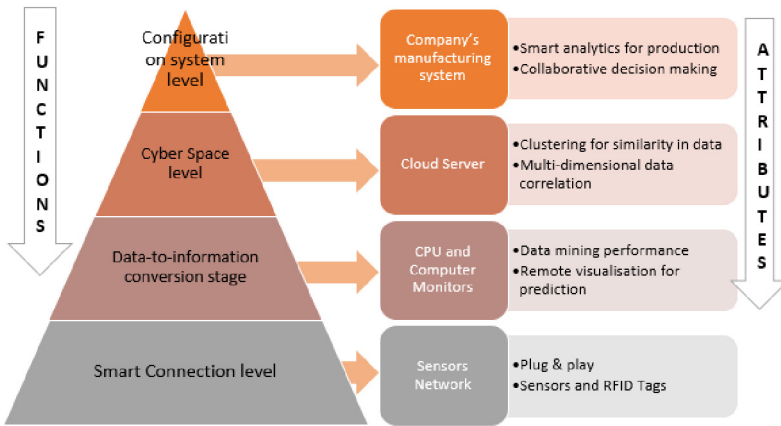 FUNCTIONS
Configurati
on system
level
Company's
manufacturing
system
•Smart analytics for production
•Collaborative decision making
ATTRIBUTES
Cyber Space
level
Cloud Server
•Clustering for similarity in data
•Multi-dimensional data
correlation
Data-to-information
conversion stage
CPU and
Computer
Monitors
•Data mining performance
•Remote visualisation for
prediction
Smart Connection level
Sensors
Network
•Plug & play
•Sensors and RFID Tags